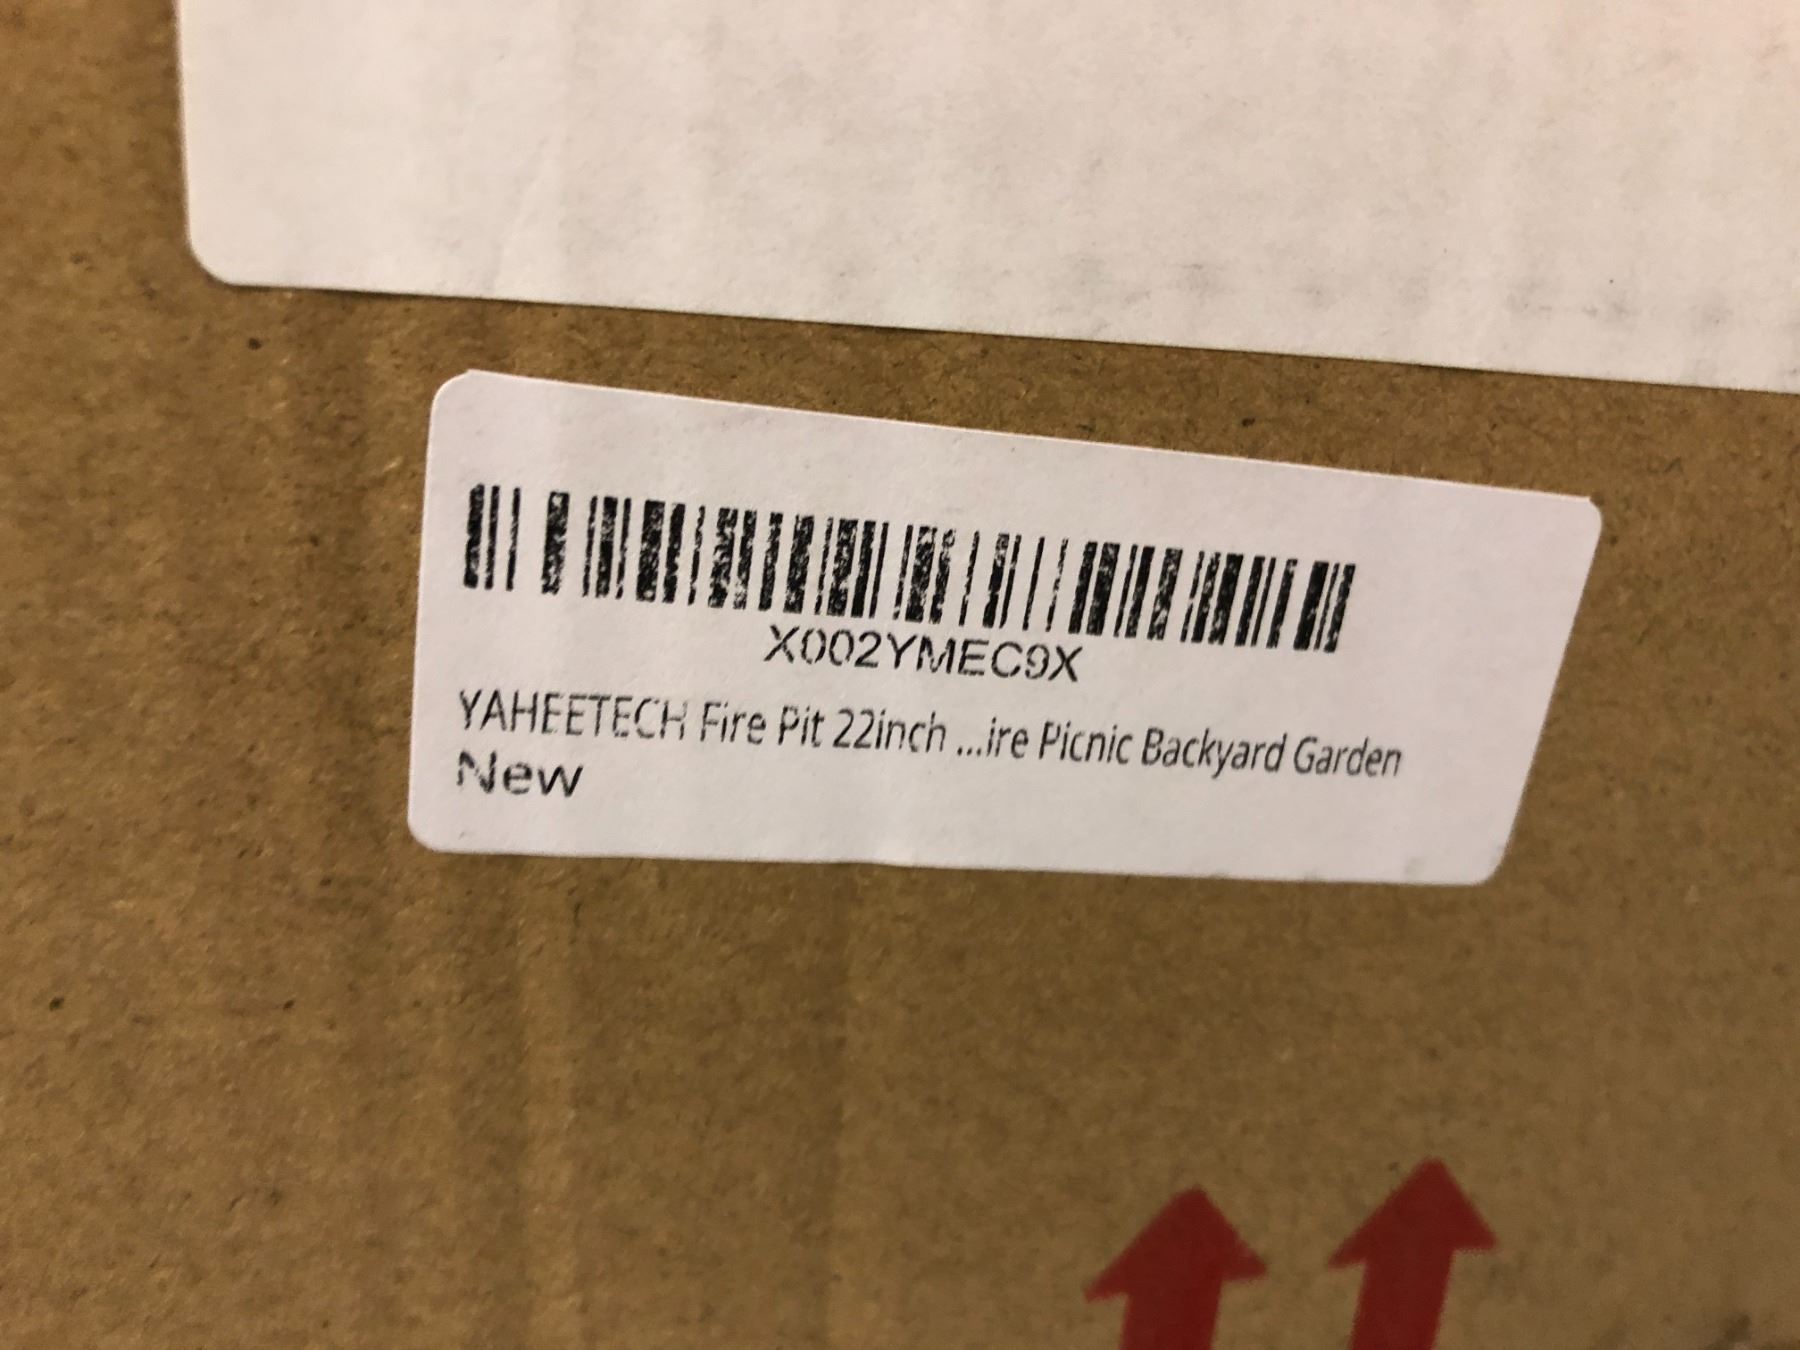 X002YMEC9X
YAHEETECH Fire Pit 22inch ...ire Picnic Backyard Garden
New